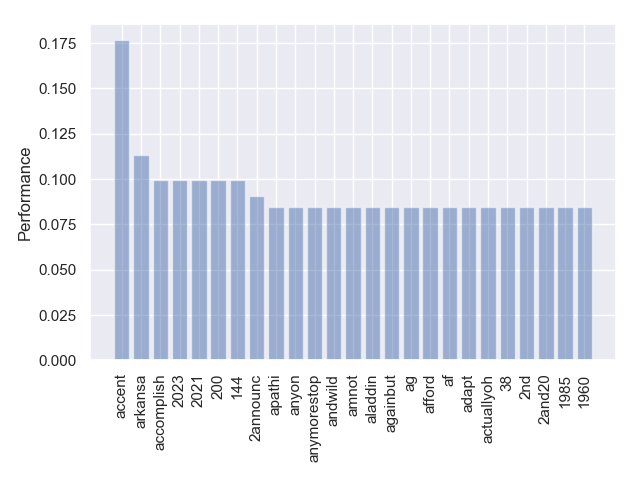 0.175
0.150
0.125
0.100
0.075
0.050
0.025
0.000
Performance
accent
arkansa
accomplish
2023
2021
200
144
2announc
apathi
anyon
anymorestop
andwild
amnot
aladdin
againbut
ag
afford
af
adapt
actuallyoh
38
2nd
2and20
1985
1960